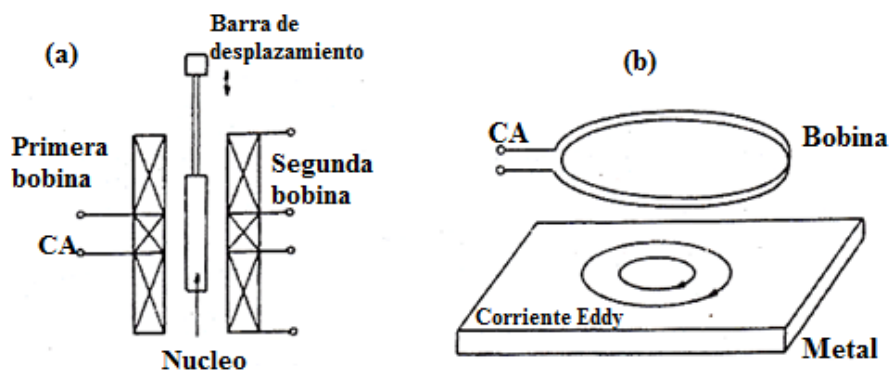 (a)
Barra de
desplazamiento
Primera
bobina
CA
Segunda
bobina
Nucleo
(b)
CA
Bobina
Corriente Eddy
Metal